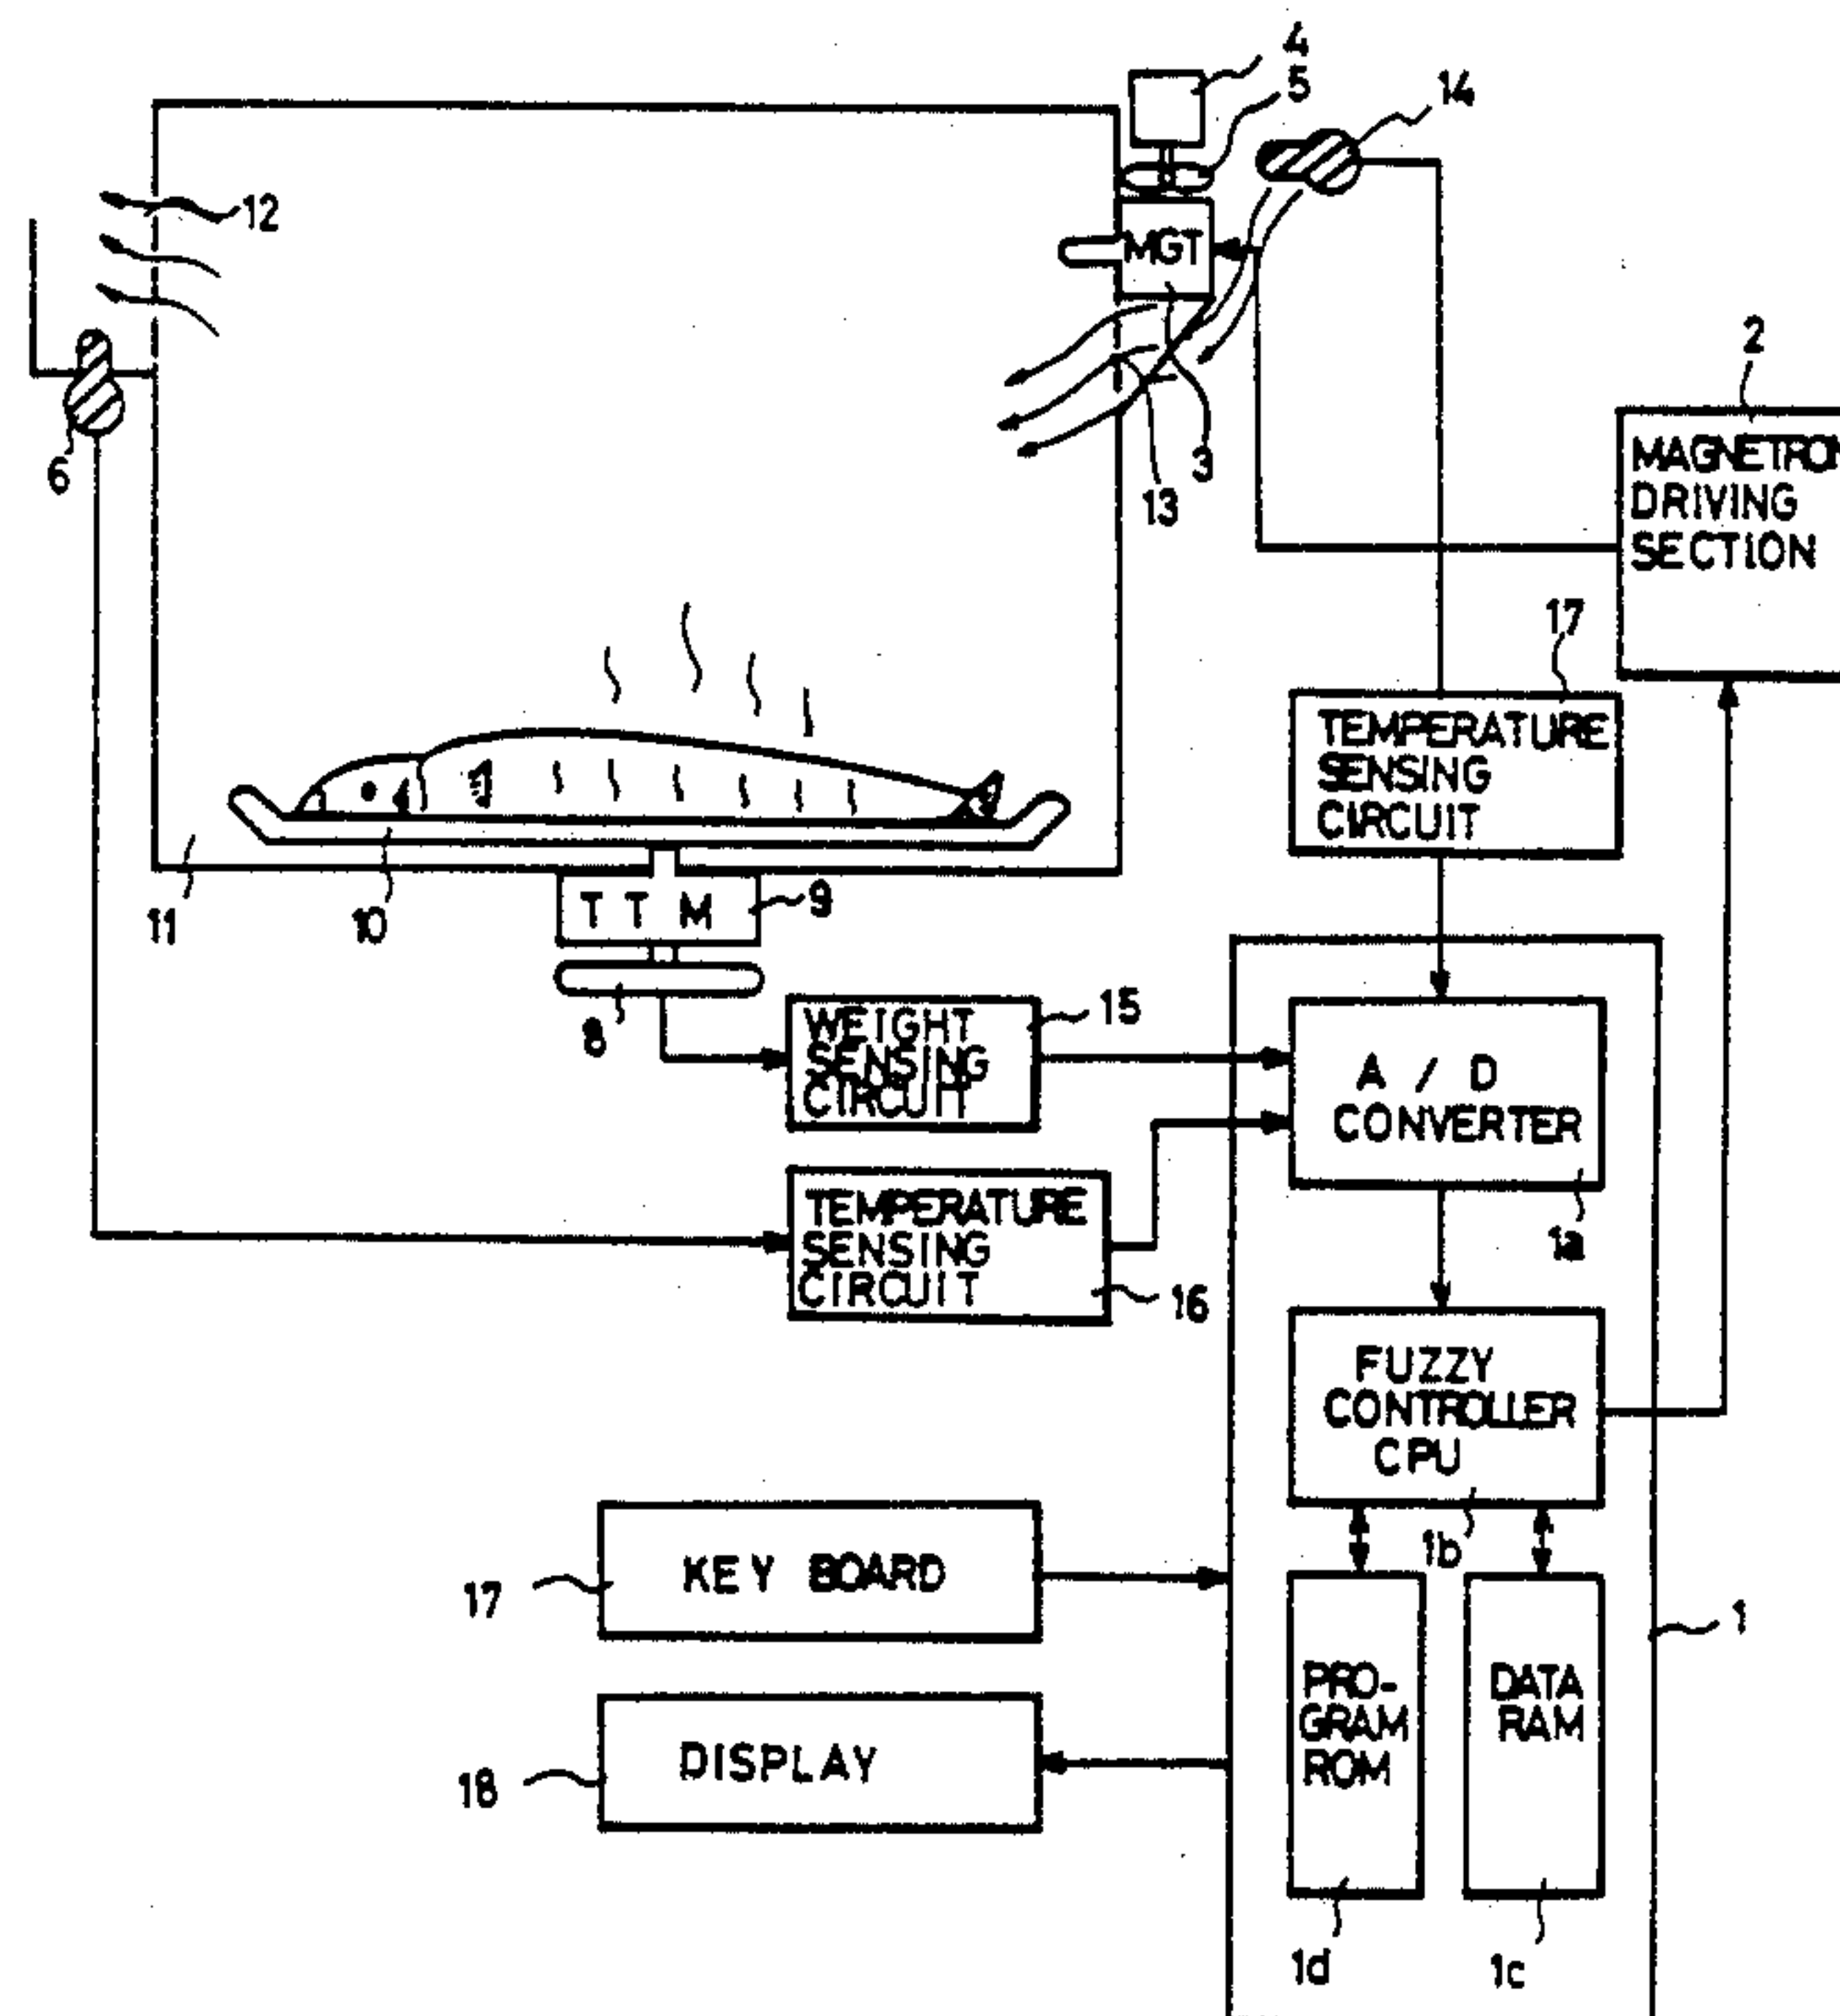 4
5
14
12
MGT
2
6
3
13
MAGNETRON
DRIVING
SECTION
17
TEMPERATURE
SENSING
CIRCUIT
11
10
TTM
9
8
WEIGHT
SENSING
CIRCUIT
15
A / D
CONVERTER
1a
TEMPERATURE
SENSING
CIRCUIT
16
FUZZY
CONTROLLER
CPU
1b
17
KEY BOARD
1
PRO-
GRAM
ROM
DATA
RAM
18
DISPLAY
1d
1c